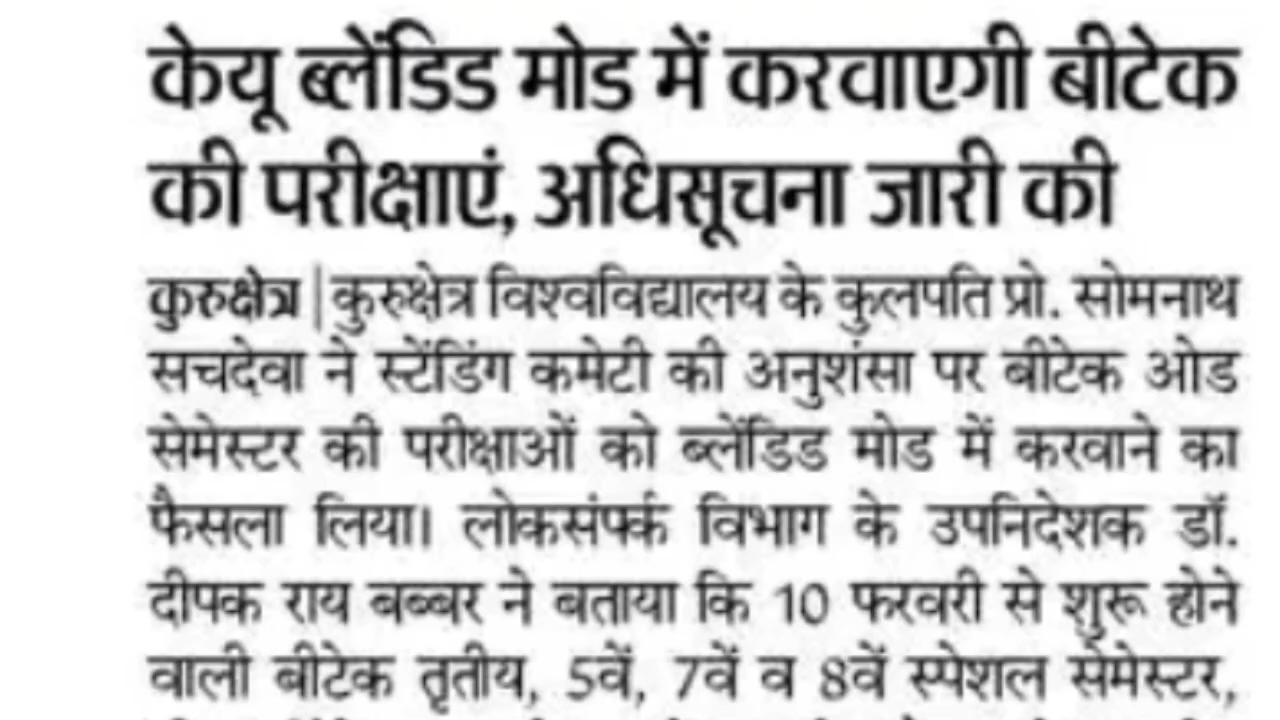 केयू ब्लेंडिड मोड में करवाएगी बीटेक
की परीक्षाएं, अधिसूचना जारी की
कुरुक्षेत्र | कुरुक्षेत्र विश्वविद्यालय के कुलपति प्रो. सोमनाथ
सचदेवा ने स्टेंडिंग कमेटी की अनुशंसा पर बीटेक ओड
सेमेस्टर की परीक्षाओं को ब्लेंडिड मोड में करवाने का
फैसला लिया। लोकसंर्पक विभाग के उपनिदेशक डॉ.
दीपक राय बब्बर ने बताया कि 10 फरवरी से शुरू होने
वाली बीटेक तृतीय, 5वें, 7वें व 8वें स्पेशल सेमेस्टर,